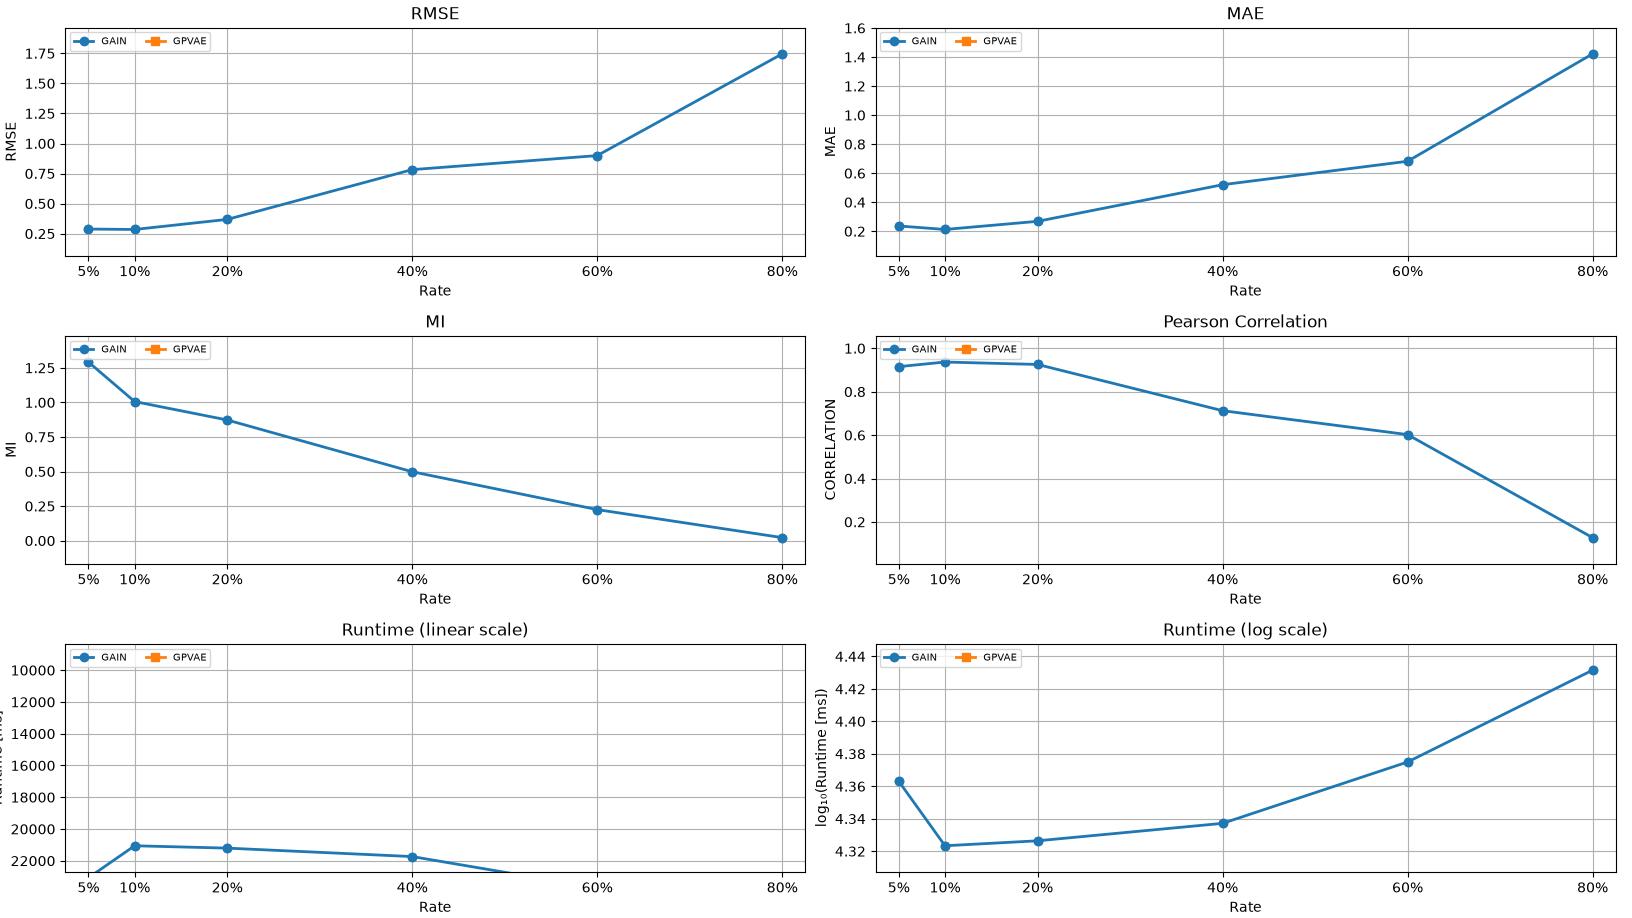 RMSE
GAIN GPVAE
1.75
1.50
1.25
1.00
0.75
0.50
0.25
RMSE
5% 10% 20% 40% 60% 80%
Rate
MAE
GAIN GPVAE
1.6
1.4
1.2
1.0
0.8
0.6
0.4
0.2
MAE
5% 10% 20% 40% 60% 80%
Rate
MI
GAIN GPVAE
1.25
1.00
0.75
0.50
0.25
0.00
MI
5% 10% 20% 40% 60% 80%
Rate
Pearson Correlation
GAIN GPVAE
1.0
0.8
0.6
0.4
0.2
CORRELATION
5% 10% 20% 40% 60% 80%
Rate
Runtime (linear scale)
GAIN GPVAE
10000
12000
14000
16000
18000
20000
22000
5% 10% 20% 40% 60% 80%
Rate
Runtime (log scale)
GAIN GPVAE
4.44
4.42
4.40
4.38
4.36
4.34
4.32
log₁₀(Runtime [ms])
5% 10% 20% 40% 60% 80%
Rate